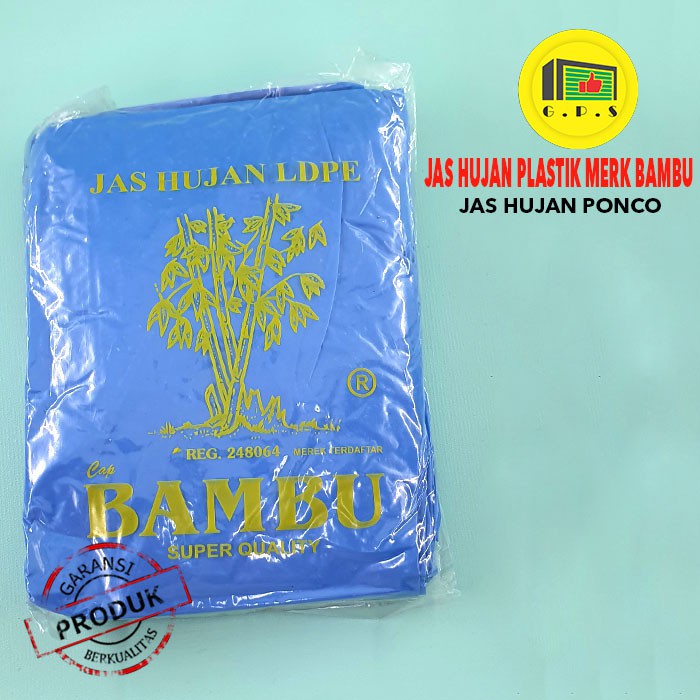 G.P.S
JAS HUJAN PLASTIK MERK BAMBU
JAS HUJAN PONCO
JAS HUJAN LDPE
®
REG. 248064 MEREK TERDAFTAR
Cap
BAMBU
SUPER QUALITY
GARANSI
PRODUK
BERKUALITAS